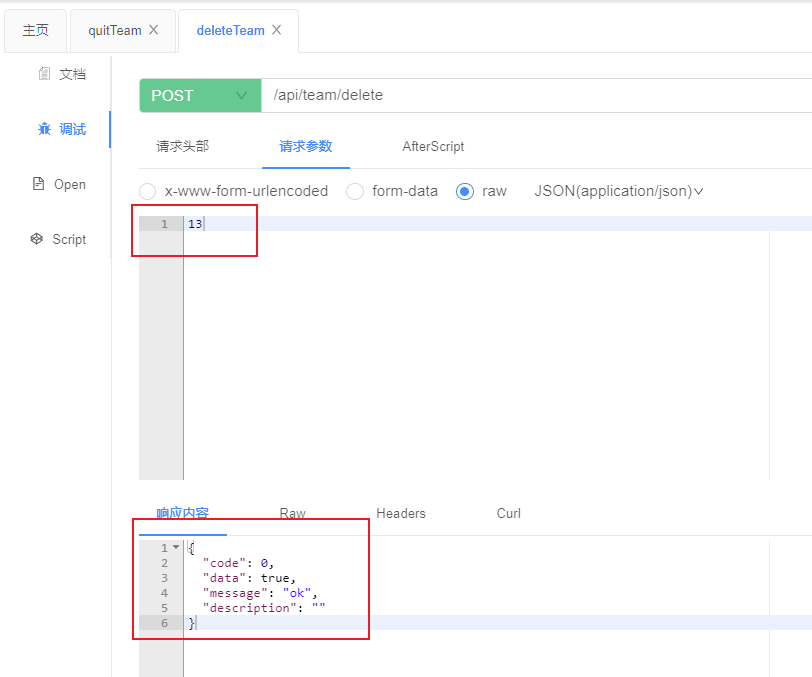 主页 quitTeam deleteTeam
文档
调试
Open
Script
POST /api/team/delete
请求头部 请求参数 AfterScript
x-www-form-urlencoded form-data raw JSON(application/json)
1 13
响应内容 Raw Headers Curl
1 {
2 "code": 0,
3 "data": true,
4 "message": "ok",
5 "description": ""
6 }